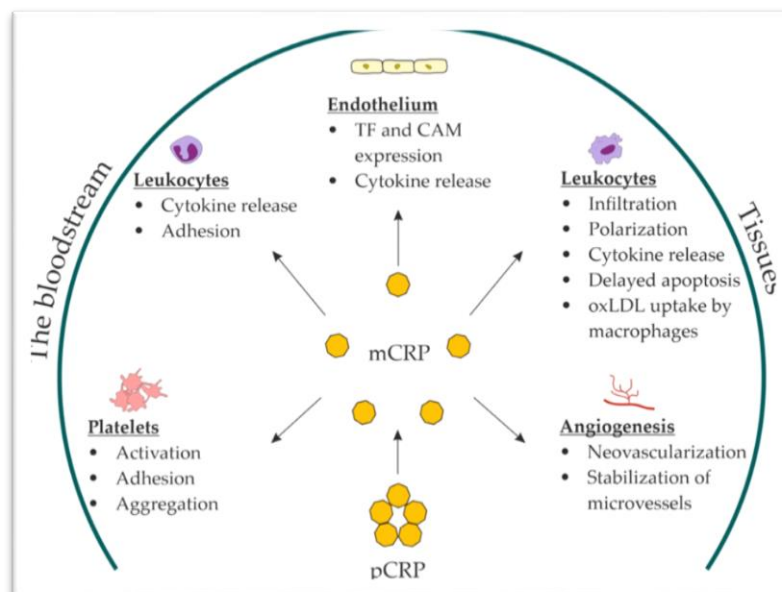 Endothelium
• TF and CAM
expression
• Cytokine release
Leukocytes
• Cytokine release
• Adhesion
Leukocytes
• Infiltration
• Polarization
• Cytokine release
• Delayed apoptosis
• oxLDL uptake by
macrophages
The bloodstream
Tissues
mCRP
Platelets
• Activation
• Adhesion
• Aggregation
Angiogenesis
• Neovascularization
• Stabilization of
microvessels
pCRP